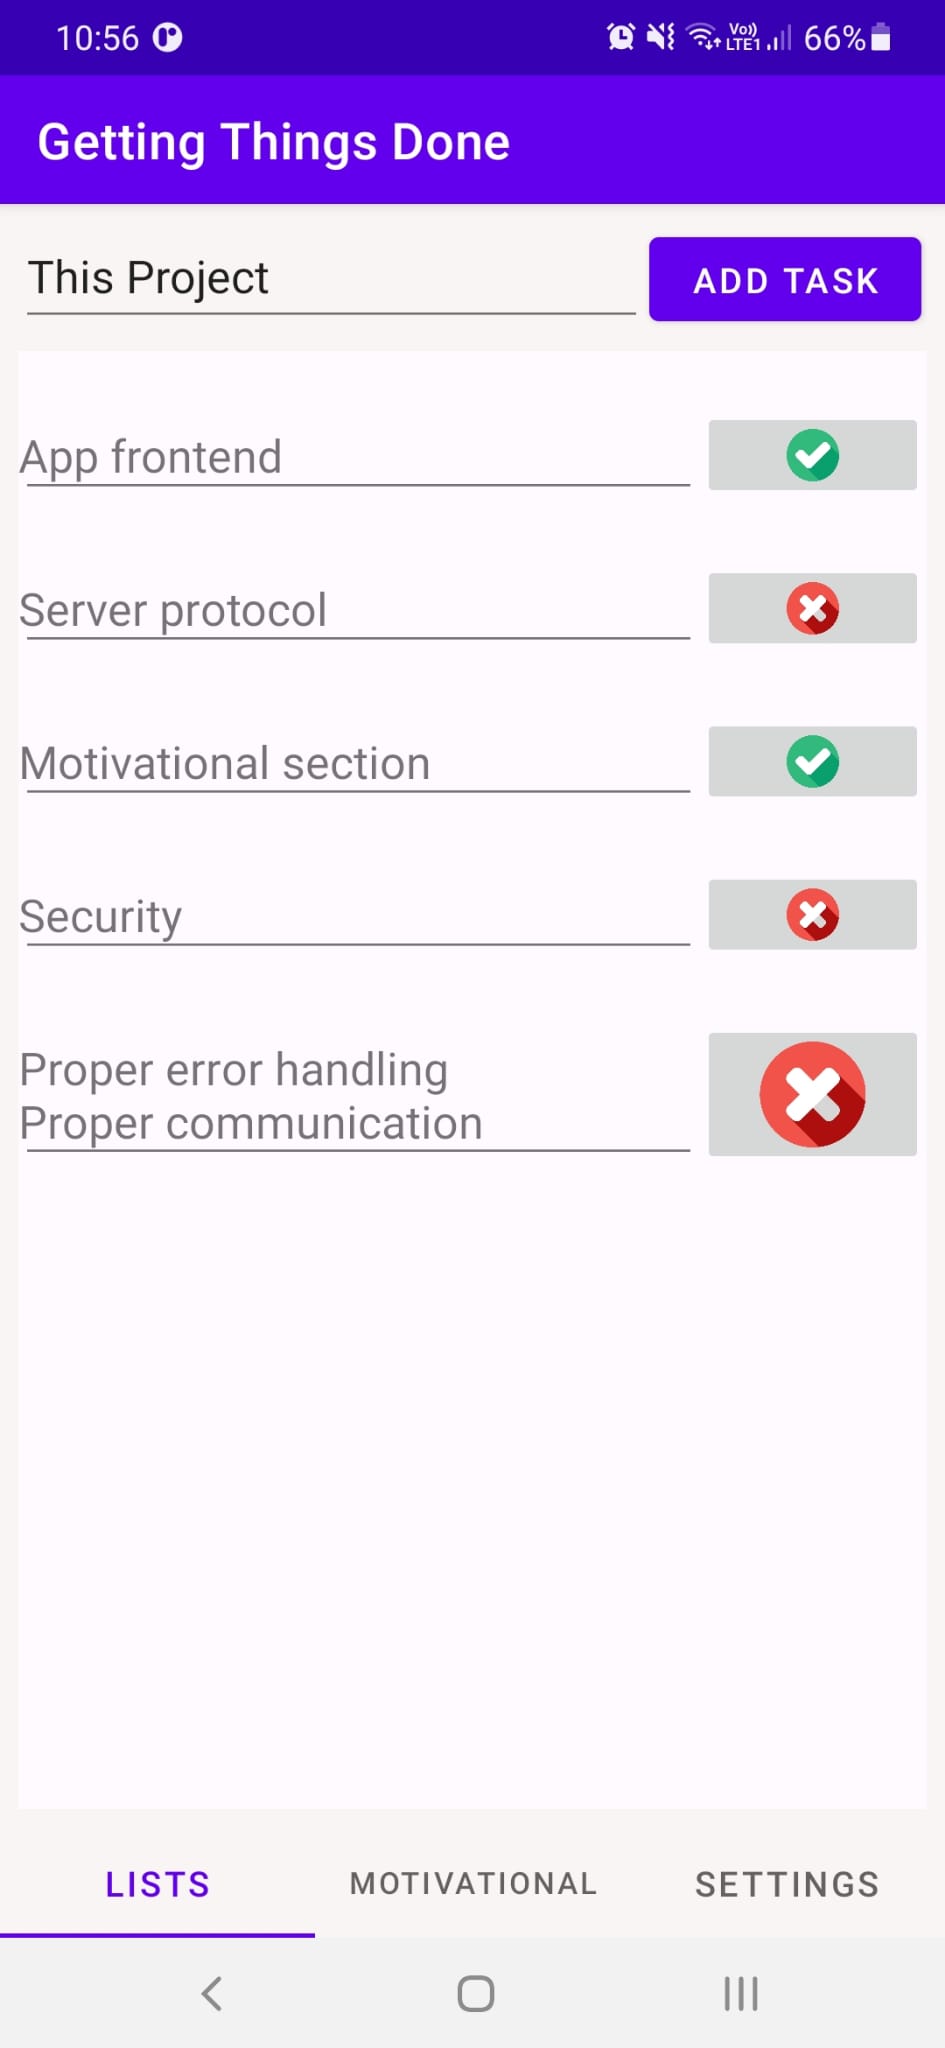 10:56
Vo)) LTE1 66%
Getting Things Done
This Project
ADD TASK
App frontend
Server protocol
Motivational section
Security
Proper error handling
Proper communication
LISTS
MOTIVATIONAL
SETTINGS